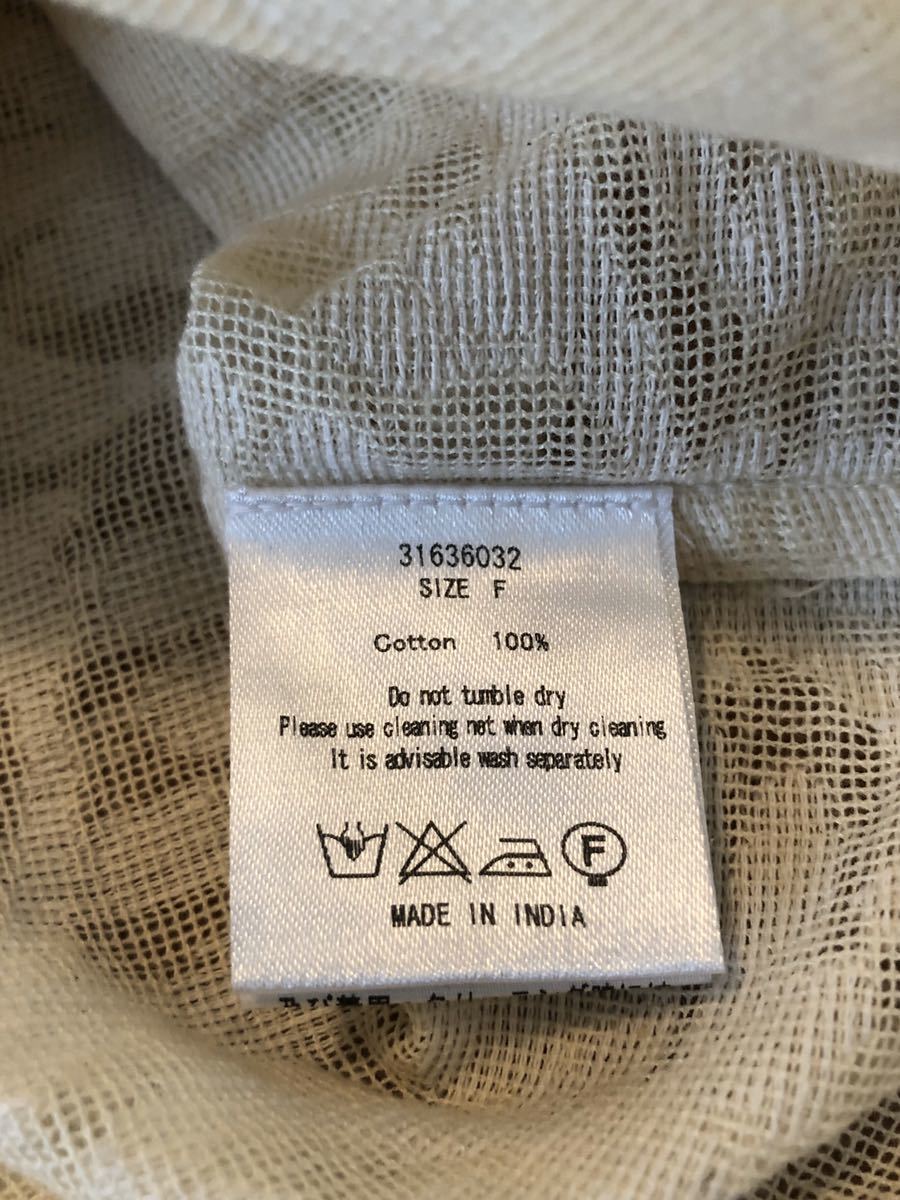 31636032
SIZE F
Cotton 100%
Do not tumble dry
Please use cleaning net when dry cleaning
It is advisable wash separately
F
MADE IN INDIA